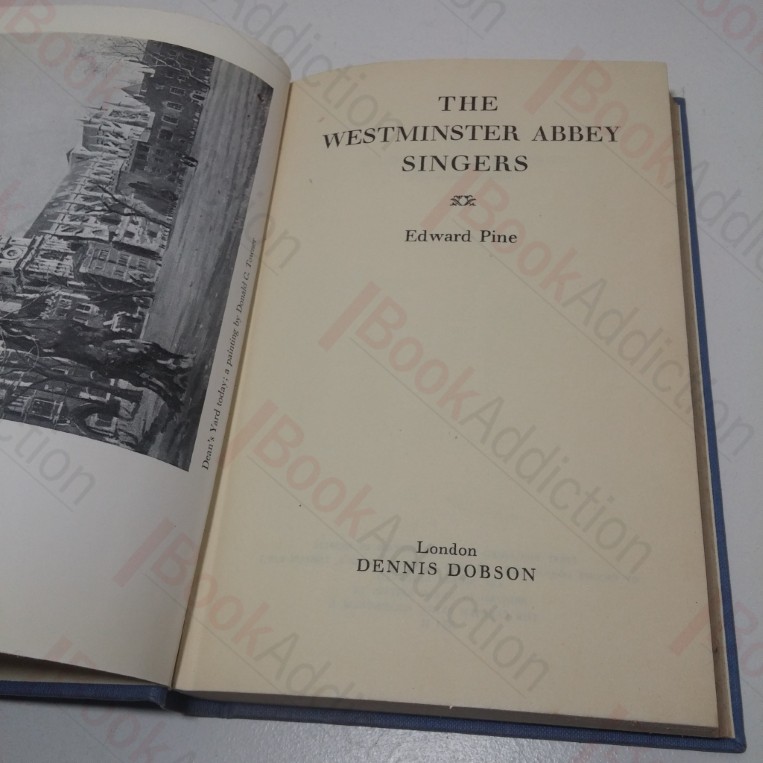 Dean's Yard today: a painting by Donald C. Towner
THE
WESTMINSTER ABBEY
SINGERS
Edward Pine
London
DENNIS DOBSON
BookAddiction